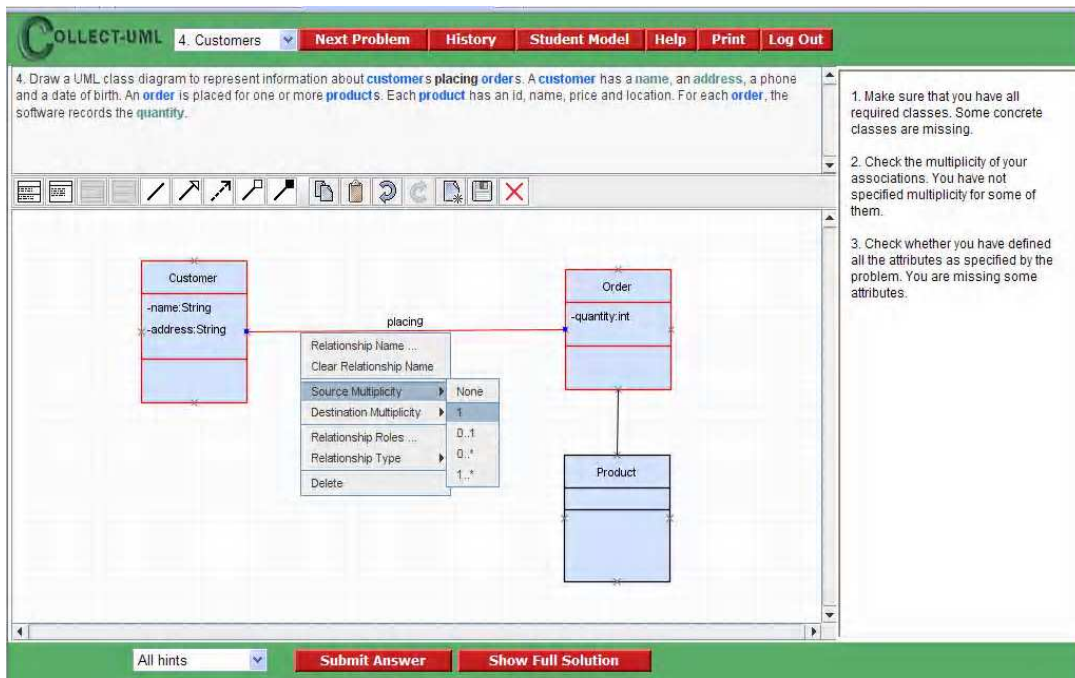 COLLECT-UML
4. Customers
Next Problem
History
Student Model
Help
Print
Log Out
4. Draw a UML class diagram to represent information about customers placing orders. A customer has a name, an address, a phone
and a date of birth. An order is placed for one or more products. Each product has an id, name, price and location. For each order, the
software records the quantity.
1. Make sure that you have all
required classes. Some concrete
classes are missing.
2. Check the multiplicity of your
associations. You have not
specified multiplicity for some of
them.
3. Check whether you have defined
all the attributes as specified by the
problem. You are missing some
attributes.
Customer
-name:String
-address:String
placing
Order
-quantity:int
Relationship Name ...
Clear Relationship Name
Source Multiplicity
Destination Multiplicity
Relationship Roles ...
Relationship Type
Delete
None
1
0..1
0..*
1..*
Product
All hints
Submit Answer
Show Full Solution